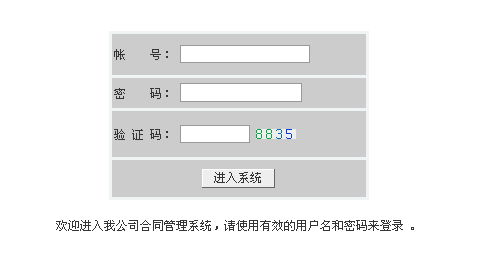 帐 号：
密 码：
验 证 码： 8835
进入系统
欢迎进入我公司合同管理系统，请使用有效的用户名和密码来登录 。